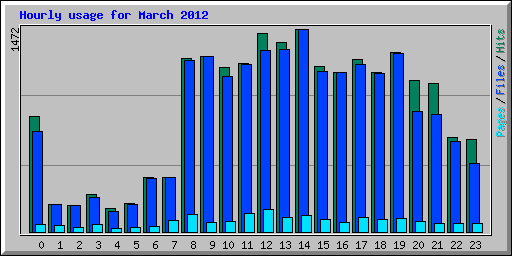 Hourly usage for March 2012
1472
Pages/Files/Hits
0 1 2 3 4 5 6 7 8 9 10 11 12 13 14 15 16 17 18 19 20 21 22 23